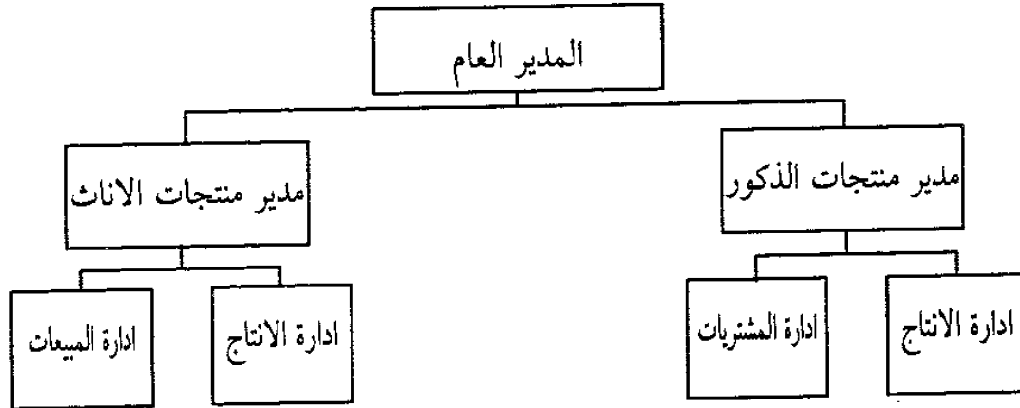 المدير العام
مدير منتجات الذكور
مدير منتجات الاناث
ادارة الانتاج
ادارة المشتريات
ادارة الانتاج
ادارة المبيعات